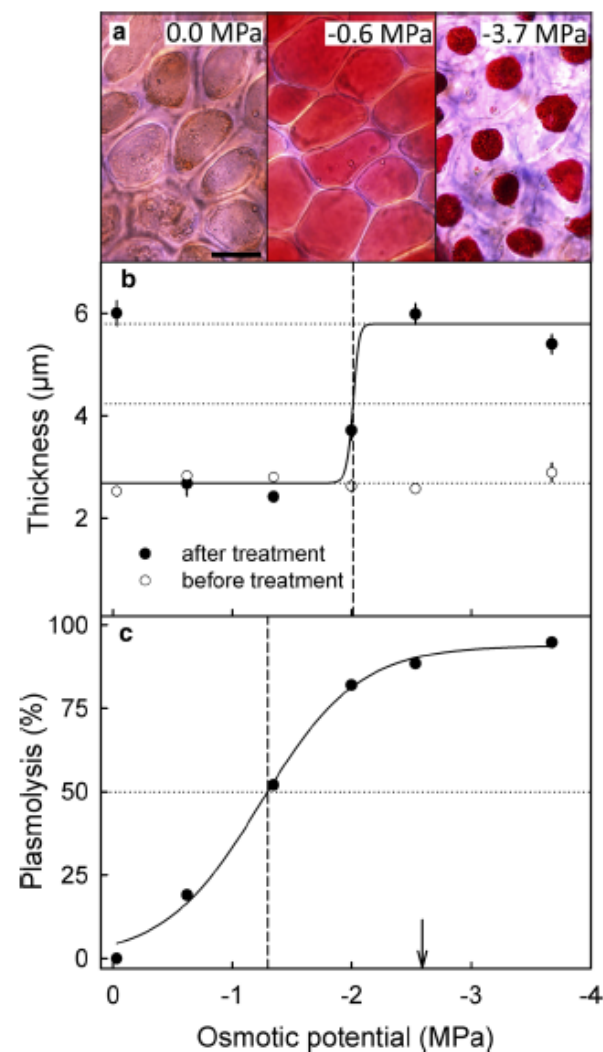 a 0.0 MPa -0.6 MPa -3.7 MPa
b
Thickness (µm)
6
4
2
after treatment
before treatment
c
Plasmolysis (%)
100
75
50
25
0
0 -1 -2 -3 -4
Osmotic potential (MPa)